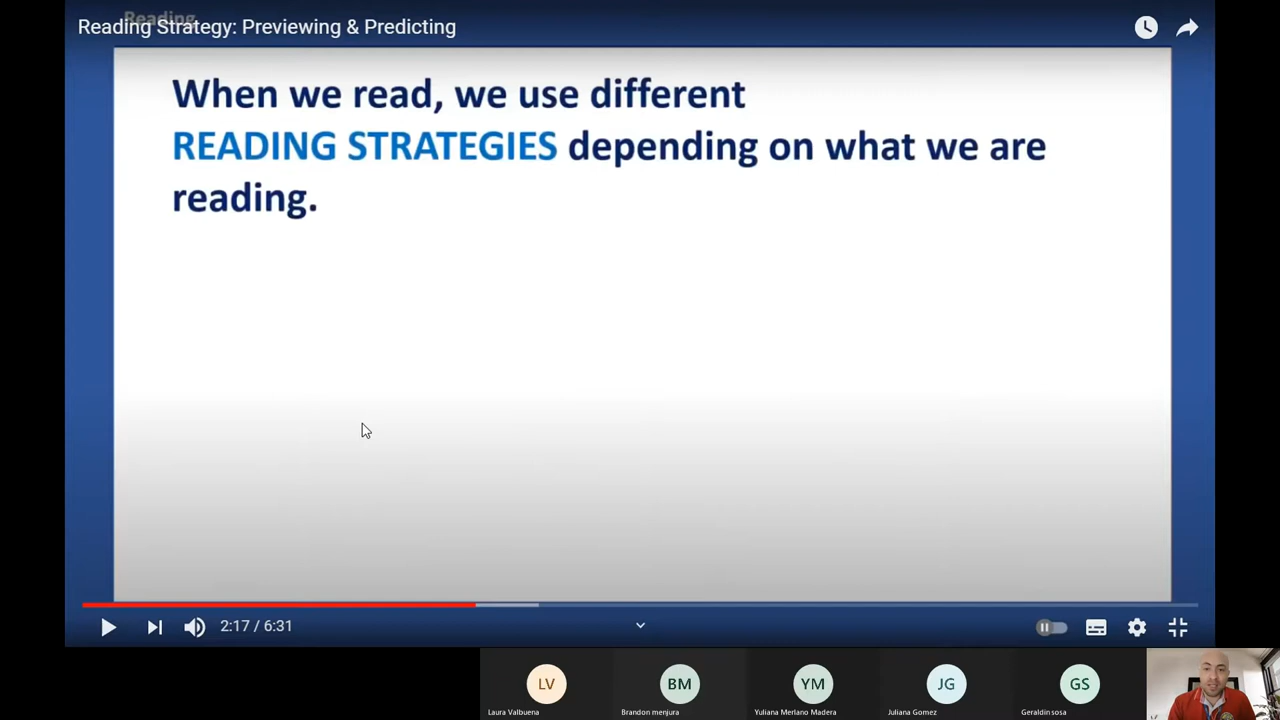 Reading
Reading Strategy: Previewing & Predicting
When we read, we use different
READING STRATEGIES depending on what we are
reading.
2:17 / 6:31
LV
BM
YM
JG
GS
Laura Valbuena
Brandon menjura
Yuliana Merlano Madera
Juliana Gomez
Geraldin sosa